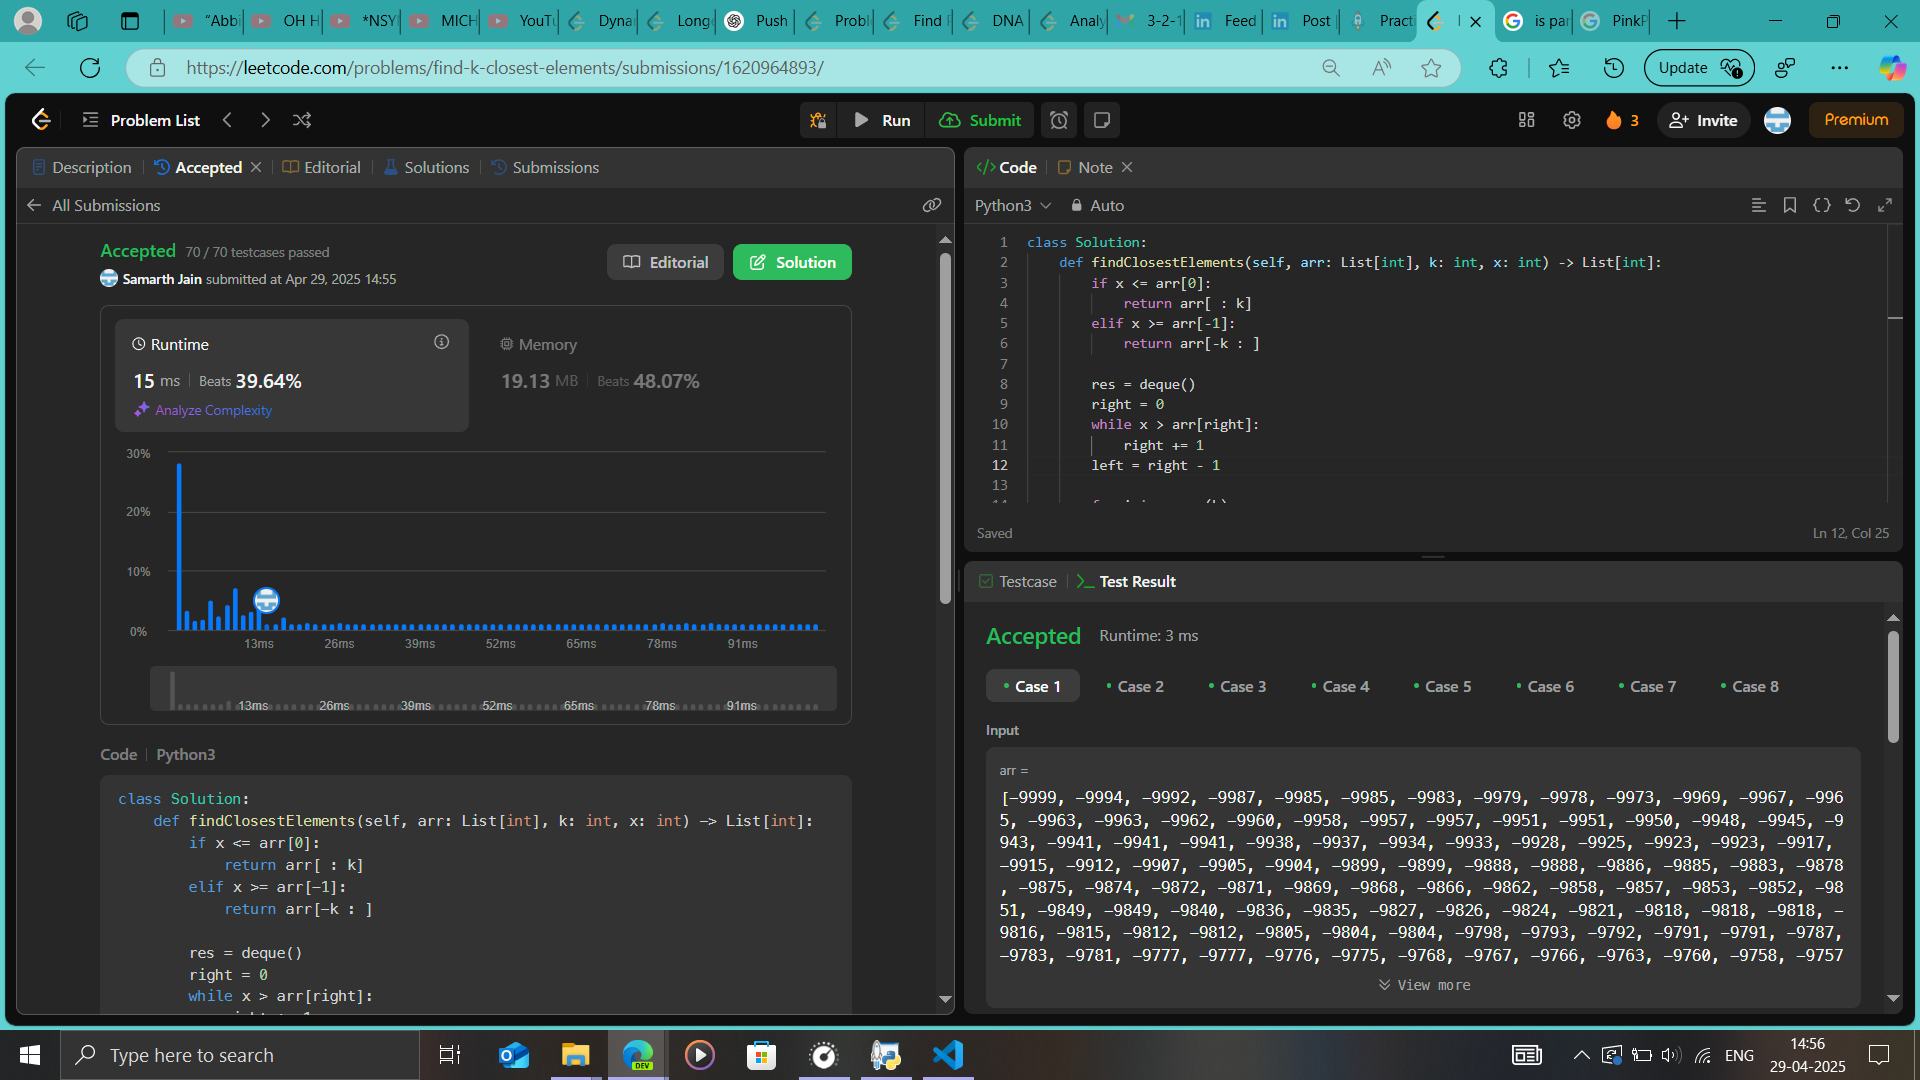 “Abbi
OH H
*NSY
MICH
YouTu
Dynar
Longe
Push
Proble
Find P
DNA
Analy
3-2-1
Feed
Post |
Practi
is par
PinkP
https://leetcode.com/problems/find-k-closest-elements/submissions/1620964893/
Update
Problem List
Run
Submit
3
Invite
Premium
Description
Accepted
Editorial
Solutions
Submissions
All Submissions
Accepted 70 / 70 testcases passed
Samarth Jain submitted at Apr 29, 2025 14:55
Editorial
Solution
Runtime
15 ms Beats 39.64%
Analyze Complexity
Memory
19.13 MB Beats 48.07%
30%
20%
10%
0%
13ms 26ms 39ms 52ms 65ms 78ms 91ms
13ms 26ms 39ms 52ms 65ms 78ms 91ms
Code Python3
class Solution:
def findClosestElements(self, arr: List[int], k: int, x: int) -> List[int]:
if x <= arr[0]:
return arr[ : k]
elif x >= arr[-1]:
return arr[-k : ]
res = deque()
right = 0
while x > arr[right]:
Code
Note
Python3
Auto
1 class Solution:
2 def findClosestElements(self, arr: List[int], k: int, x: int) -> List[int]:
3 if x <= arr[0]:
4 return arr[ : k]
5 elif x >= arr[-1]:
6 return arr[-k : ]
7
8 res = deque()
9 right = 0
10 while x > arr[right]:
11 right += 1
12 left = right - 1
13
Saved
Ln 12, Col 25
Testcase
Test Result
Accepted Runtime: 3 ms
Case 1 Case 2 Case 3 Case 4 Case 5 Case 6 Case 7 Case 8
Input
arr =
[-9999, -9994, -9992, -9987, -9985, -9985, -9983, -9979, -9978, -9973, -9969, -9967, -996
5, -9963, -9963, -9962, -9960, -9958, -9957, -9957, -9951, -9951, -9950, -9948, -9945, -9
943, -9941, -9941, -9941, -9938, -9937, -9934, -9933, -9928, -9925, -9923, -9923, -9917,
-9915, -9912, -9907, -9905, -9904, -9899, -9899, -9888, -9888, -9886, -9885, -9883, -9878
, -9875, -9874, -9872, -9871, -9869, -9868, -9866, -9862, -9858, -9857, -9853, -9852, -98
51, -9849, -9849, -9840, -9836, -9835, -9827, -9826, -9824, -9821, -9818, -9818, -9818, -
9816, -9815, -9812, -9812, -9805, -9804, -9804, -9798, -9793, -9792, -9791, -9791, -9787,
-9783, -9781, -9777, -9777, -9776, -9775, -9768, -9767, -9766, -9763, -9760, -9758, -9757
View more
Type here to search
DEV
ENG
14:56
29-04-2025